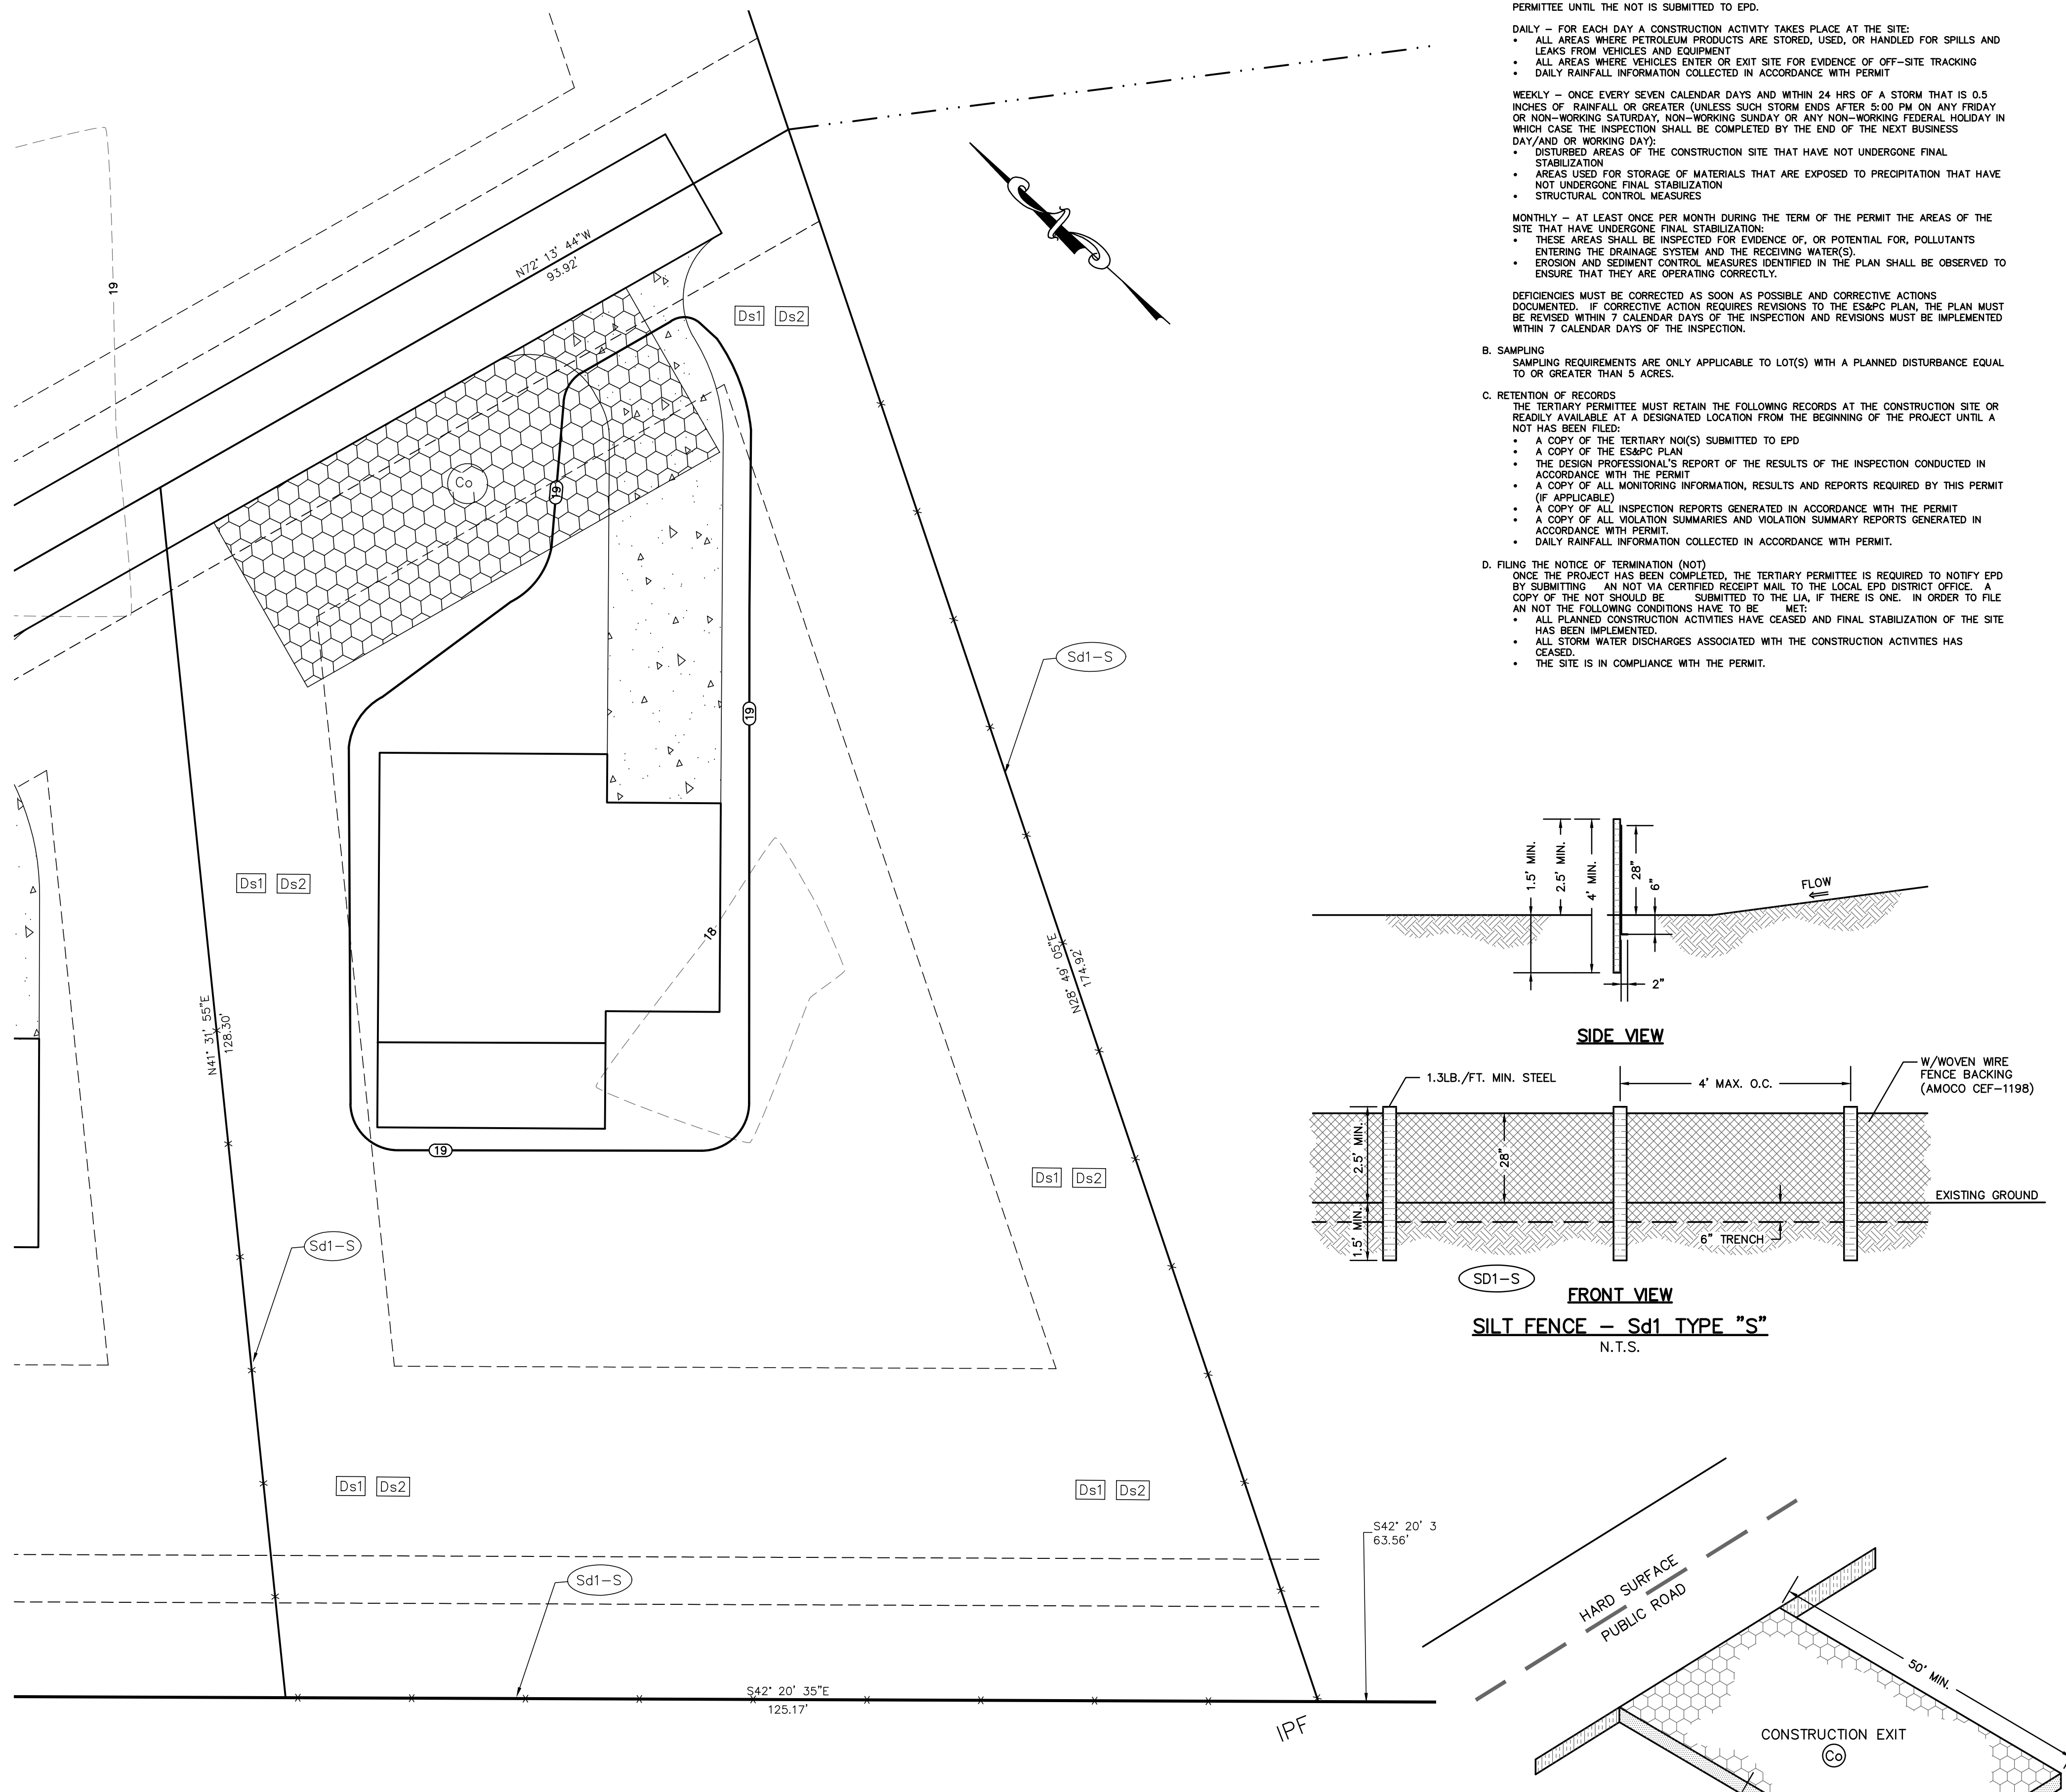 PERMITTEE UNTIL THE NOT IS SUBMITTED TO EPD.
DAILY – FOR EACH DAY A CONSTRUCTION ACTIVITY TAKES PLACE AT THE SITE:
• ALL AREAS WHERE PETROLEUM PRODUCTS ARE STORED, USED, OR HANDLED FOR SPILLS AND
LEAKS FROM VEHICLES AND EQUIPMENT
• ALL AREAS WHERE VEHICLES ENTER OR EXIT SITE FOR EVIDENCE OF OFF-SITE TRACKING
• DAILY RAINFALL INFORMATION COLLECTED IN ACCORDANCE WITH PERMIT
WEEKLY – ONCE EVERY SEVEN CALENDAR DAYS AND WITHIN 24 HRS OF A STORM THAT IS 0.5
INCHES OF RAINFALL OR GREATER (UNLESS SUCH STORM ENDS AFTER 5:00 PM ON ANY FRIDAY
OR NON-WORKING SATURDAY, NON-WORKING SUNDAY OR ANY NON-WORKING FEDERAL HOLIDAY IN
WHICH CASE THE INSPECTION SHALL BE COMPLETED BY THE END OF THE NEXT BUSINESS
DAY/AND OR WORKING DAY):
• DISTURBED AREAS OF THE CONSTRUCTION SITE THAT HAVE NOT UNDERGONE FINAL
STABILIZATION
• AREAS USED FOR STORAGE OF MATERIALS THAT ARE EXPOSED TO PRECIPITATION THAT HAVE
NOT UNDERGONE FINAL STABILIZATION
• STRUCTURAL CONTROL MEASURES
MONTHLY – AT LEAST ONCE PER MONTH DURING THE TERM OF THE PERMIT THE AREAS OF THE
SITE THAT HAVE UNDERGONE FINAL STABILIZATION:
• THESE AREAS SHALL BE INSPECTED FOR EVIDENCE OF, OR POTENTIAL FOR, POLLUTANTS
ENTERING THE DRAINAGE SYSTEM AND THE RECEIVING WATER(S).
• EROSION AND SEDIMENT CONTROL MEASURES IDENTIFIED IN THE PLAN SHALL BE OBSERVED TO
ENSURE THAT THEY ARE OPERATING CORRECTLY.
DEFICIENCIES MUST BE CORRECTED AS SOON AS POSSIBLE AND CORRECTIVE ACTIONS
DOCUMENTED. IF CORRECTIVE ACTION REQUIRES REVISIONS TO THE ES&PC PLAN, THE PLAN MUST
BE REVISED WITHIN 7 CALENDAR DAYS OF THE INSPECTION AND REVISIONS MUST BE IMPLEMENTED
WITHIN 7 CALENDAR DAYS OF THE INSPECTION.
B. SAMPLING
SAMPLING REQUIREMENTS ARE ONLY APPLICABLE TO LOT(S) WITH A PLANNED DISTURBANCE EQUAL
TO OR GREATER THAN 5 ACRES.
C. RETENTION OF RECORDS
THE TERTIARY PERMITTEE MUST RETAIN THE FOLLOWING RECORDS AT THE CONSTRUCTION SITE OR
READILY AVAILABLE AT A DESIGNATED LOCATION FROM THE BEGINNING OF THE PROJECT UNTIL A
NOT HAS BEEN FILED:
• A COPY OF THE TERTIARY NOI(S) SUBMITTED TO EPD
• A COPY OF THE ES&PC PLAN
• THE DESIGN PROFESSIONAL'S REPORT OF THE RESULTS OF THE INSPECTION CONDUCTED IN
ACCORDANCE WITH THE PERMIT
• A COPY OF ALL MONITORING INFORMATION, RESULTS AND REPORTS REQUIRED BY THIS PERMIT
(IF APPLICABLE)
• A COPY OF ALL INSPECTION REPORTS GENERATED IN ACCORDANCE WITH THE PERMIT
• A COPY OF ALL VIOLATION SUMMARIES AND VIOLATION SUMMARY REPORTS GENERATED IN
ACCORDANCE WITH PERMIT.
• DAILY RAINFALL INFORMATION COLLECTED IN ACCORDANCE WITH PERMIT.
D. FILING THE NOTICE OF TERMINATION (NOT)
ONCE THE PROJECT HAS BEEN COMPLETED, THE TERTIARY PERMITTEE IS REQUIRED TO NOTIFY EPD
BY SUBMITTING AN NOT VIA CERTIFIED RECEIPT MAIL TO THE LOCAL EPD DISTRICT OFFICE. A
COPY OF THE NOT SHOULD BE SUBMITTED TO THE LIA, IF THERE IS ONE. IN ORDER TO FILE
AN NOT THE FOLLOWING CONDITIONS HAVE TO BE MET:
• ALL PLANNED CONSTRUCTION ACTIVITIES HAVE CEASED AND FINAL STABILIZATION OF THE SITE
HAS BEEN IMPLEMENTED.
• ALL STORM WATER DISCHARGES ASSOCIATED WITH THE CONSTRUCTION ACTIVITIES HAS
CEASED.
• THE SITE IS IN COMPLIANCE WITH THE PERMIT.
19
N72° 13' 44"W
93.92'
Ds1 Ds2
Co
19
Sd1-S
19
Ds1 Ds2
18
N28° 49' 05"E
174.92'
N41° 31' 55"E
128.30'
19
Ds1 Ds2
Sd1-S
Ds1 Ds2
Ds1 Ds2
S42° 20' 3
63.56'
Sd1-S
S42° 20' 35"E
125.17'
IPF
1.5' MIN.
2.5' MIN.
4' MIN.
28"
6"
FLOW
2"
SIDE VIEW
1.3LB./FT. MIN. STEEL
4' MAX. O.C.
W/WOVEN WIRE
FENCE BACKING
(AMOCO CEF-1198)
2.5' MIN.
28"
EXISTING GROUND
1.5' MIN.
6" TRENCH
SD1-S
FRONT VIEW
SILT FENCE – Sd1 TYPE "S"
N.T.S.
HARD SURFACE
PUBLIC ROAD
50' MIN.
CONSTRUCTION EXIT
Co